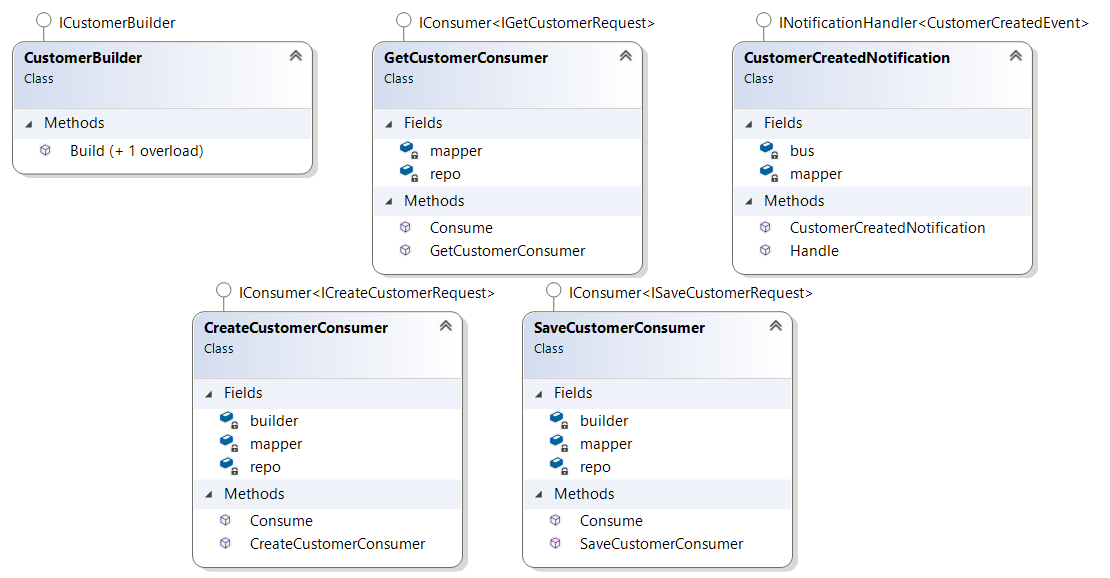 ICustomerBuilder
CustomerBuilder
Class
Methods
Build (+ 1 overload)
IConsumer<IGetCustomerRequest>
GetCustomerConsumer
Class
Fields
mapper
repo
Methods
Consume
GetCustomerConsumer
INotificationHandler<CustomerCreatedEvent>
CustomerCreatedNotification
Class
Fields
bus
mapper
Methods
CustomerCreatedNotification
Handle
IConsumer<ICreateCustomerRequest>
CreateCustomerConsumer
Class
Fields
builder
mapper
repo
Methods
Consume
CreateCustomerConsumer
IConsumer<ISaveCustomerRequest>
SaveCustomerConsumer
Class
Fields
builder
mapper
repo
Methods
Consume
SaveCustomerConsumer